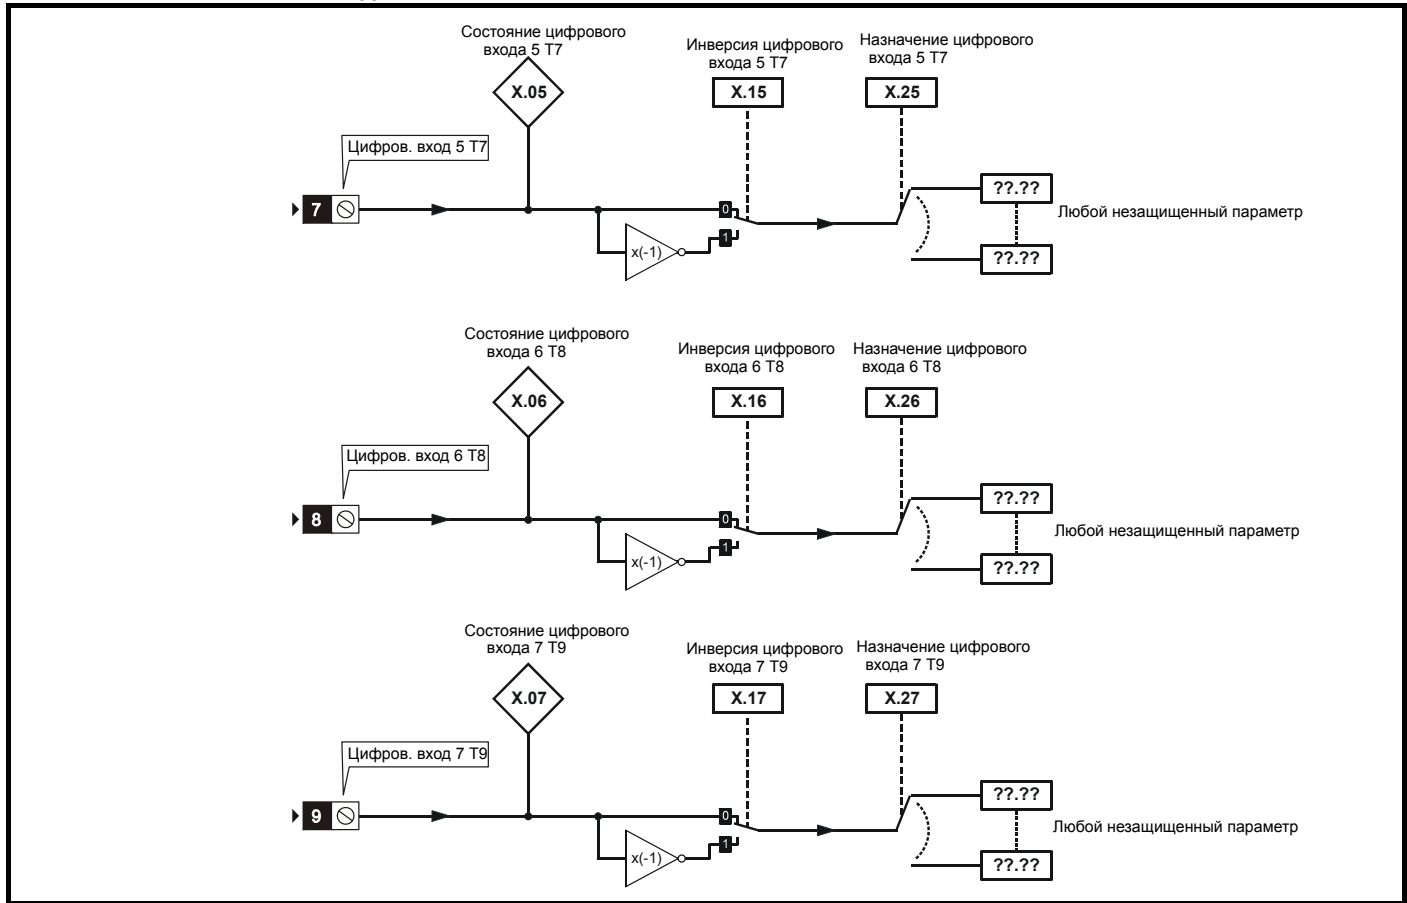 Состояние цифрового
входа 5 T7
Инверсия цифрового
входа 5 T7
Назначение цифрового
входа 5 T7
X.05
X.15
X.25
Цифров. вход 5 T7
7
0
1
x(-1)
??.??
??.??
Любой незащищенный параметр
Состояние цифрового
входа 6 T8
Инверсия цифрового
входа 6 T8
Назначение цифрового
входа 6 T8
X.06
X.16
X.26
Цифров. вход 6 T8
8
0
1
x(-1)
??.??
??.??
Любой незащищенный параметр
Состояние цифрового
входа 7 T9
Инверсия цифрового
входа 7 T9
Назначение цифрового
входа 7 T9
X.07
X.17
X.27
Цифров. вход 7 T9
9
0
1
x(-1)
??.??
??.??
Любой незащищенный параметр